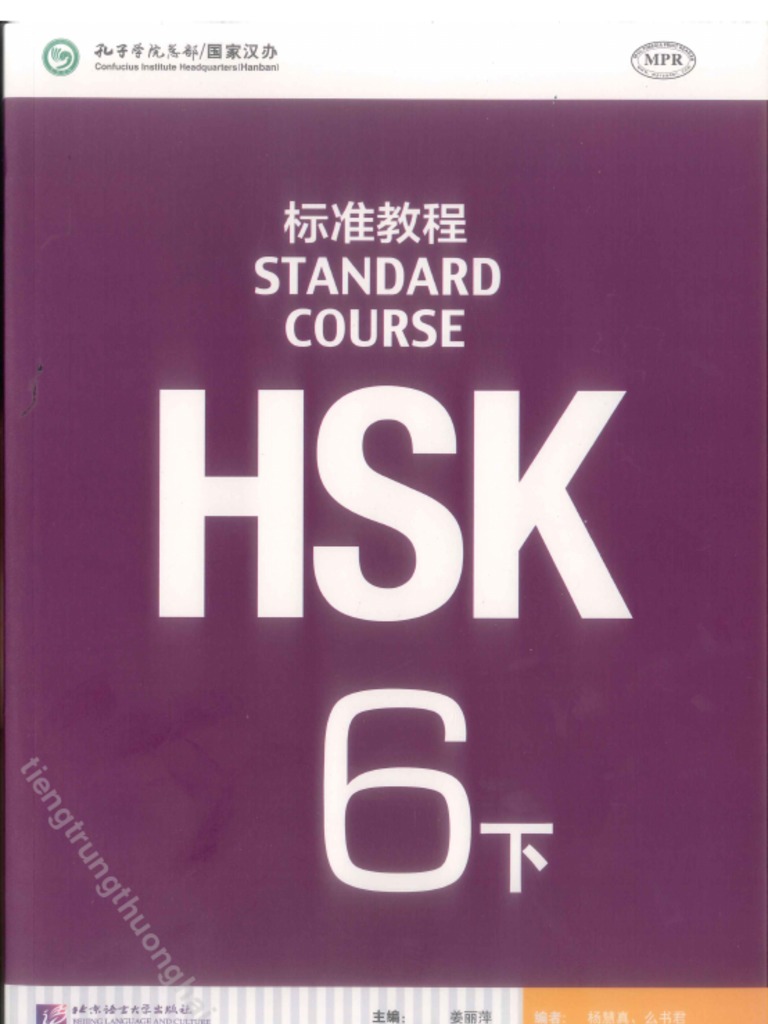 孔子学院总部/国家汉办
Confucius Institute Headquarters(Hanban)
MPR
标准教程
STANDARD
COURSE
HSK
6下
tiengtrungthuonghai
北京语言大学出版社
BEIJING LANGUAGE AND CULTURE
主编： 姜丽萍
编者： 杨慧真、么书君